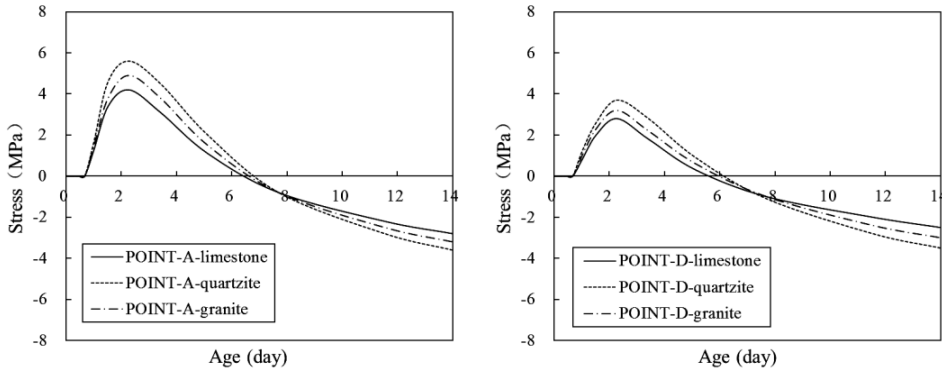 8
6
4
2
0
-2
-4
-6
-8
0 2 4 6 8 10 12 14
Stress（MPa）
Age (day)
POINT-A-limestone
POINT-A-quartzite
POINT-A-granite
8
6
4
2
0
-2
-4
-6
-8
0 2 4 6 8 10 12 14
Stress（MPa）
Age (day)
POINT-D-limestone
POINT-D-quartzite
POINT-D-granite